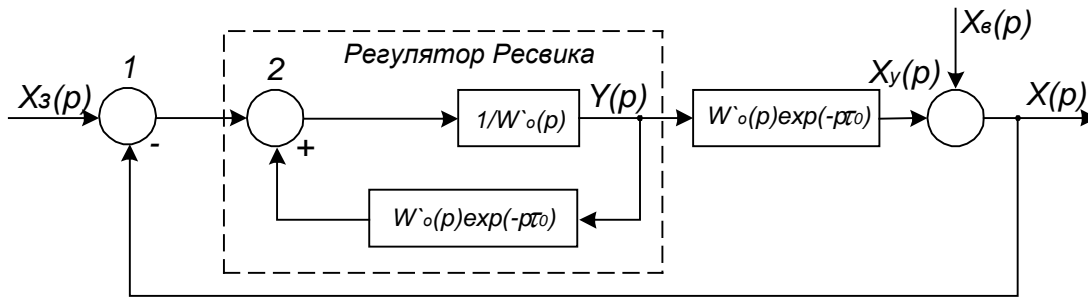 Xв(p)
Регулятор Ресвика
1
2
Xз(p)
Y(p)
Xу(p)
X(p)
1/W`о(p)
W`о(p)exp(-pτ0)
-
+
W`о(p)exp(-pτ0)